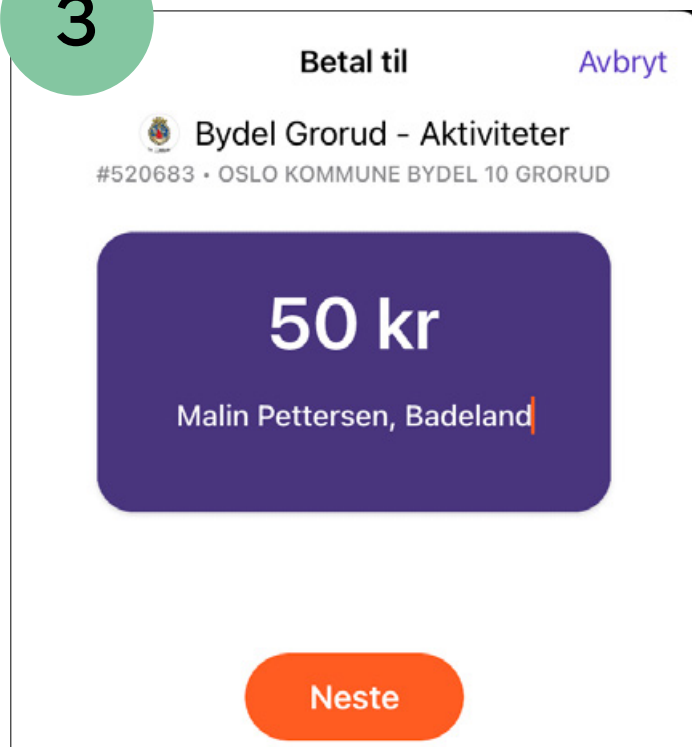 3
Betal til
Avbryt
Bydel Grorud - Aktiviteter
#520683 • OSLO KOMMUNE BYDEL 10 GRORUD
50 kr
Malin Pettersen, Badeland
Neste